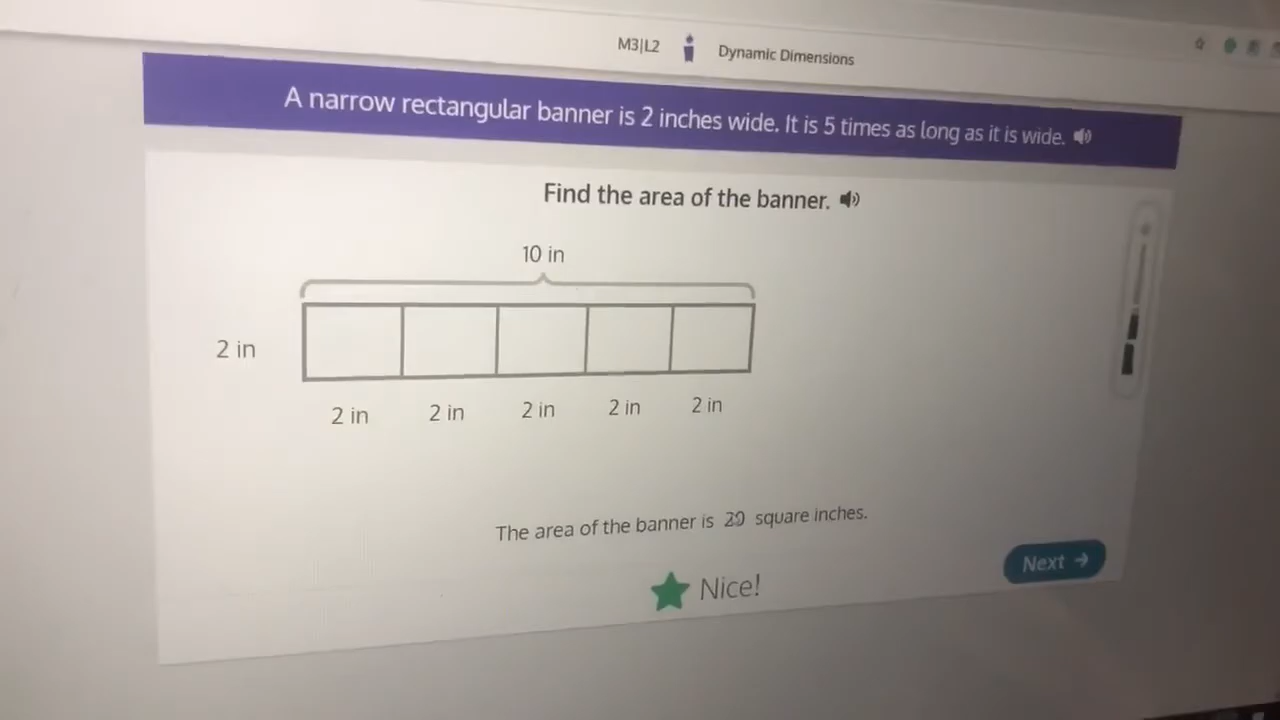 M3|L2 Dynamic Dimensions
A narrow rectangular banner is 2 inches wide. It is 5 times as long as it is wide.
Find the area of the banner.
10 in
2 in
2 in 2 in 2 in 2 in 2 in
The area of the banner is 20 square inches.
Nice!
Next →